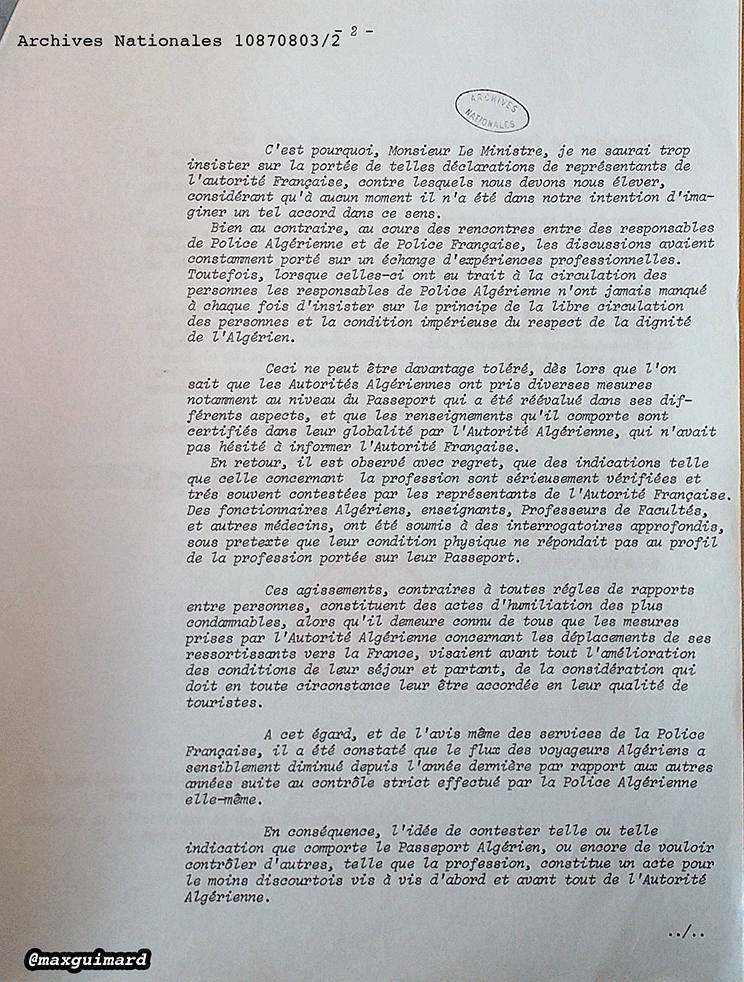 - 2 -
Archives Nationales 10870803/2
ARCHIVES
NATIONALES
C'est pourquoi, Monsieur Le Ministre, je ne saurai trop
insister sur la portée de telles déclarations de représentants de
l'autorité Française, contre lesquels nous devons nous élever,
considérant qu'à aucun moment il n'a été dans notre intention d'ima-
giner un tel accord dans ce sens.
Bien au contraire, au cours des rencontres entre des responsables
de Police Algérienne et de Police Française, les discussions avaient
constamment porté sur un échange d'expériences professionnelles.
Toutefois, lorsque celles-ci ont eu trait à la circulation des
personnes les responsables de Police Algérienne n'ont jamais manqué
à chaque fois d'insister sur le principe de la libre circulation
des personnes et la condition impérieuse du respect de la dignité
de l'Algérien.
Ceci ne peut être davantage toléré, dès lors que l'on
sait que les Autorités Algériennes ont pris diverses mesures
notamment au niveau du Passeport qui a été réévalué dans ses dif-
férents aspects, et que les renseignements qu'il comporte sont
certifiés dans leur globalité par l'Autorité Algérienne, qui n'avait
pas hésité à informer l'Autorité Française.
En retour, il est observé avec regret, que des indications telle
que celle concernant la profession sont sérieusement vérifiées et
trés souvent contestées par les représentants de l'Autorité Française.
Des fonctionnaires Algériens, enseignants, Professeurs de Facultés,
et autres médecins, ont été soumis à des interrogatoires approfondis,
sous pretexte que leur condition physique ne répondait pas au profil
de la profession portée sur leur Passeport.
Ces agissements, contraires à toutes régles de rapports
entre personnes, constituent des actes d'humiliation des plus
condamnables, alors qu'il demeure connu de tous que les mesures
prises par l'Autorité Algérienne concernant les déplacements de ses
ressortissants vers la France, visaient avant tout l'amélioration
des conditions de leur séjour et partant, de la considération qui
doit en toute circonstance leur être accordée en leur qualité de
touristes.
A cet égard, et de l'avis même des services de la Police
Française, il a été constaté que le flux des voyageurs Algériens a
sensiblement diminué depuis l'année dernière par rapport aux autres
années suite au contrôle strict effectué par la Police Algérienne
elle-même.
En conséquence, l'idée de contester telle ou telle
indication que comporte le Passeport Algérien, ou encore de vouloir
contrôler d'autres, telle que la profession, constitue un acte pour
le moins discourtois vis à vis d'abord et avant tout de l'Autorité
Algérienne.
../..
@maxguimard